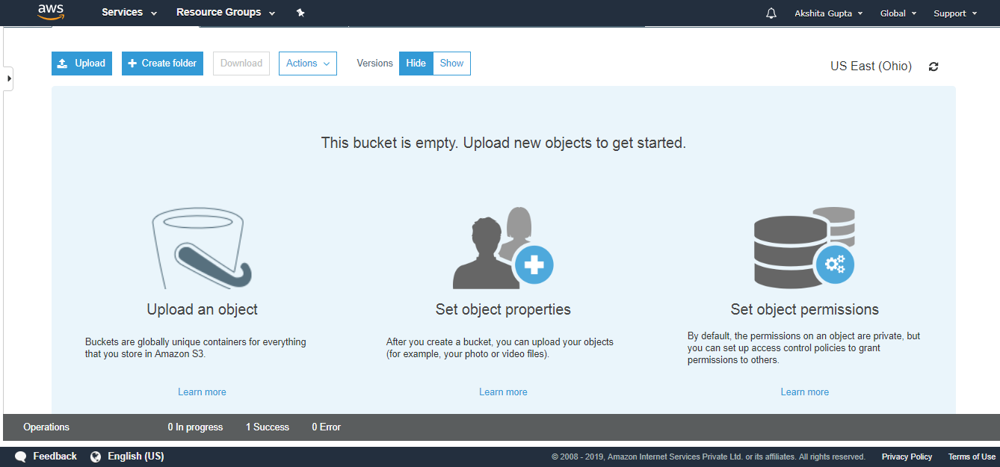 aws Services Resource Groups Akshita Gupta Global Support
Upload Create folder Download Actions Versions Hide Show US East (Ohio)
This bucket is empty. Upload new objects to get started.
Upload an object
Buckets are globally unique containers for everything
that you store in Amazon S3.
Learn more
Set object properties
After you create a bucket, you can upload your objects
(for example, your photo or video files).
Learn more
Set object permissions
By default, the permissions on an object are private, but
you can set up access control policies to grant
permissions to others.
Learn more
Operations 0 In progress 1 Success 0 Error
Feedback English (US) © 2008 - 2019, Amazon Internet Services Private Ltd. or its affiliates. All rights reserved. Privacy Policy Terms of Use